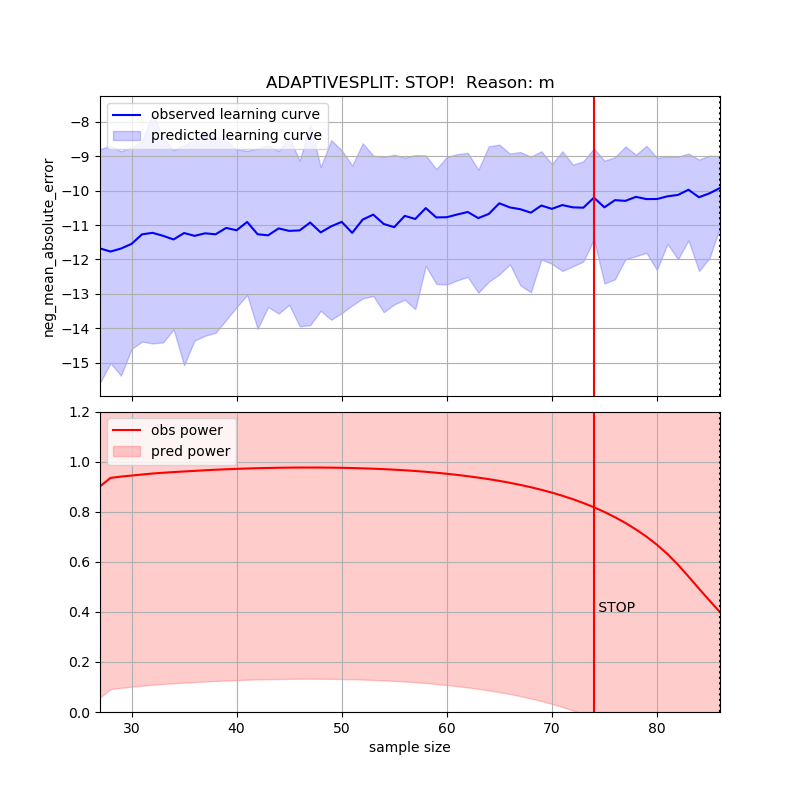 ADAPTIVESPLIT: STOP!  Reason: m
observed learning curve
predicted learning curve
neg_mean_absolute_error
−8
−9
−10
−11
−12
−13
−14
−15
1.2
1.0
0.8
0.6
0.4
0.2
0.0
obs power
pred power
STOP
30 40 50 60 70 80
sample size